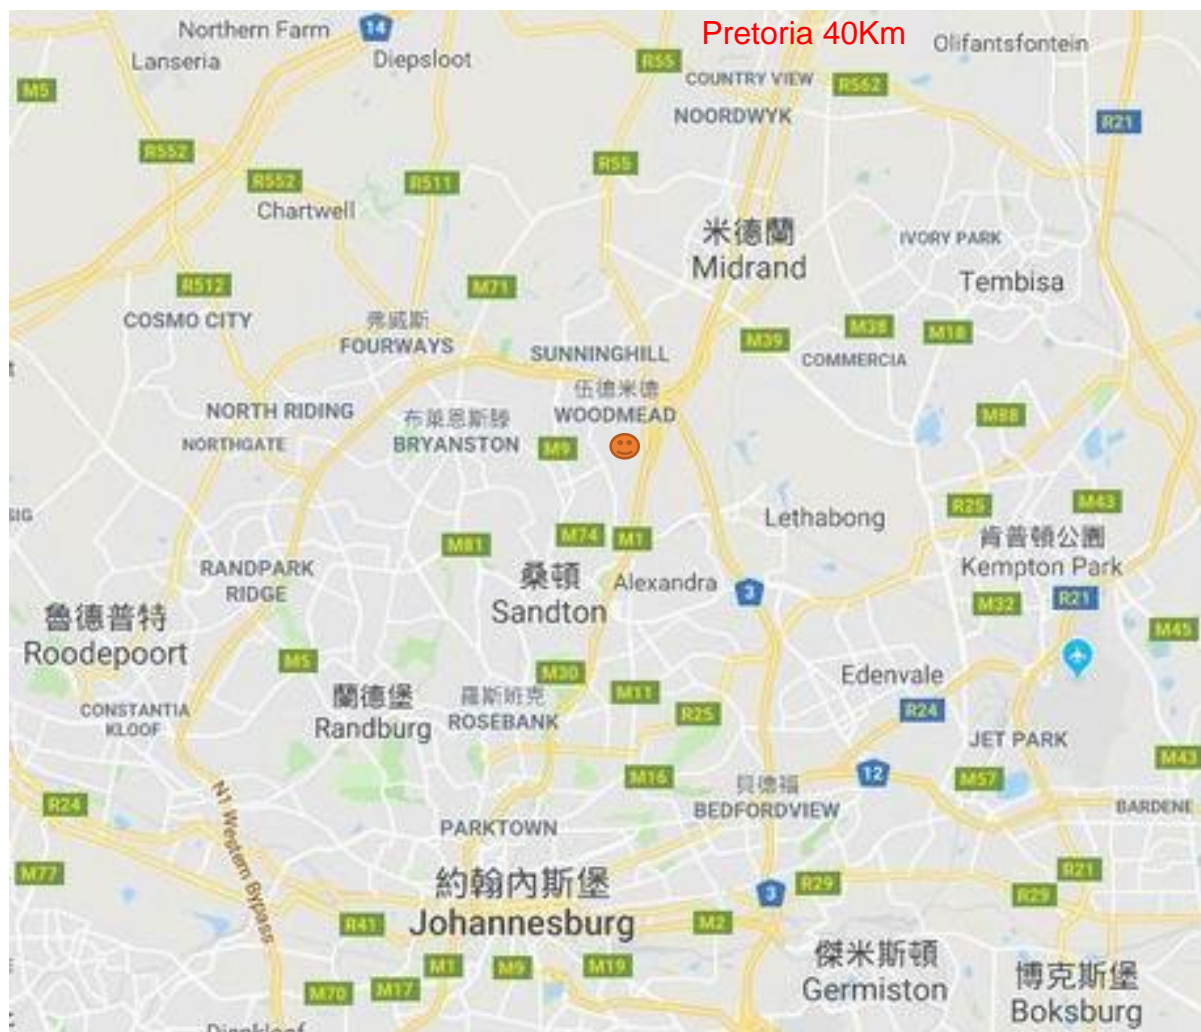 Northern Farm
14
Pretoria 40Km
Olifantsfontein
Lanseria
Diepsloot
R55
COUNTRY VIEW
R562
M5
NOORDWYK
R21
R552
R55
R552
R511
Chartwell
米德蘭
Midrand
IVORY PARK
Tembisa
R512
M71
COSMO CITY
弗威斯
FOURWAYS
M39
M38
M18
SUNNINGHILL
COMMERCIA
伍德米德
WOODMEAD
NORTH RIDING
布萊恩斯滕
BRYANSTON
M9
M88
NORTHGATE
R25
M43
SIG
Lethabong
M81
M74
M1
肯普頓公園
Kempton Park
RANDPARK
RIDGE
桑頓
Sandton
Alexandra
3
M32
R21
魯德普特
Roodepoort
M45
M5
M30
Edenvale
蘭德堡
Randburg
羅斯班克
ROSEBANK
M11
R25
R24
CONSTANTIA
KLOOF
JET PARK
M16
12
M57
M43
貝德福
BEDFORDVIEW
R24
N1 Western Bypass
BARDENE
PARKTOWN
M77
約翰內斯堡
Johannesburg
3
R29
R21
R29
R41
M2
傑米斯頓
Germiston
M1
M9
M19
博克斯堡
Boksburg
M70
M17